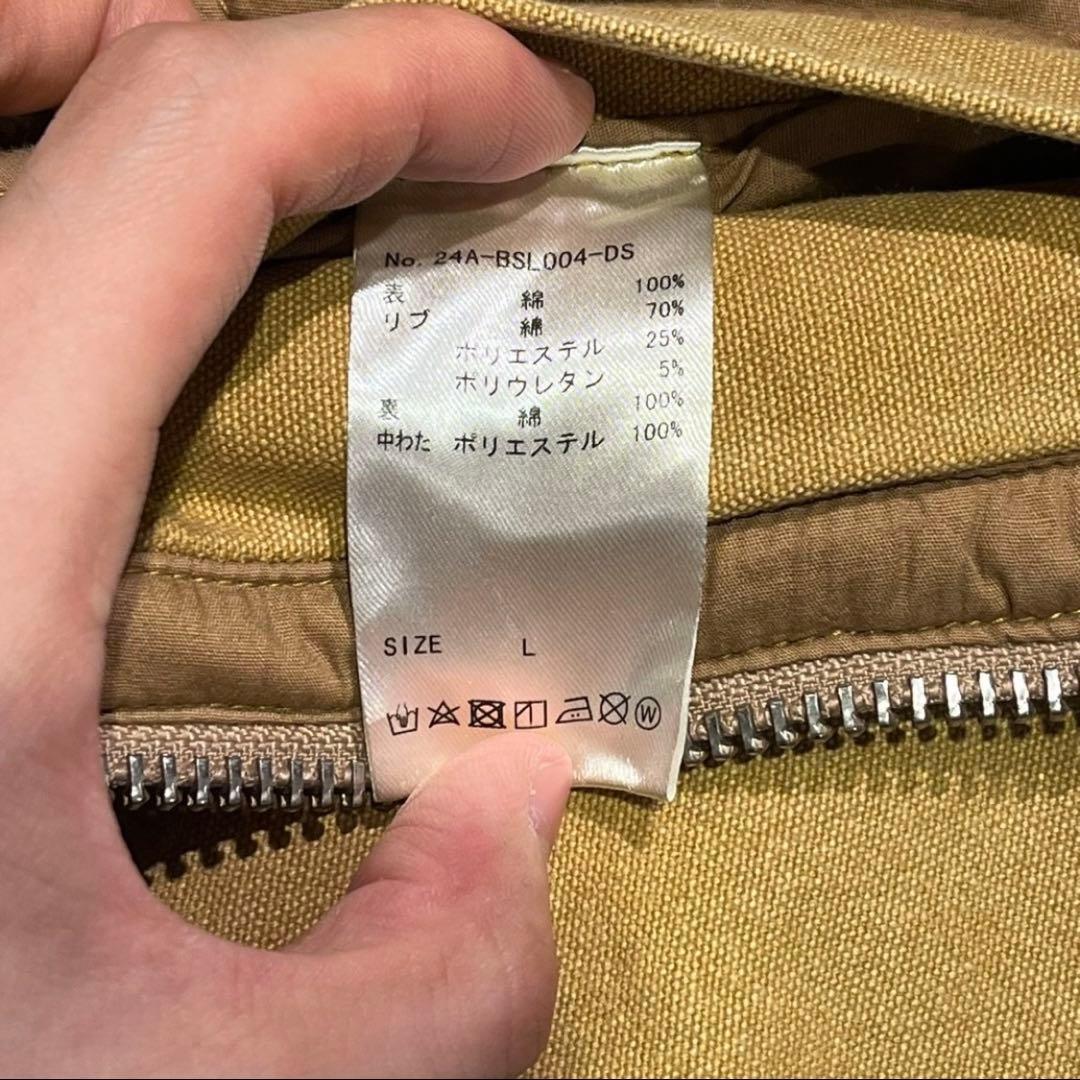 No. 24A-BSL004-DS
表 綿 100%
リブ 綿 70%
ポリエステル 25%
ポリウレタン 5%
裏 綿 100%
中わた ポリエステル 100%
SIZE L
W